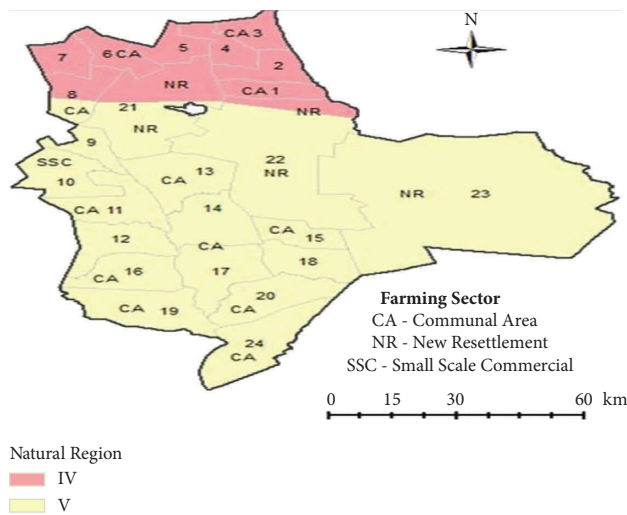 N
CA 3
5
4
6 CA
7
2
NR
CA 1
8
21
CA
NR
NR
9
SSC
22
13
CA
NR
10
NR
23
CA 11
14
CA
15
12
CA
18
16
17
CA
20
CA
19
CA
24
CA
Farming Sector
CA - Communal Area
NR - New Resettlement
SSC - Small Scale Commercial
0 15 30 60 km
Natural Region
IV
V